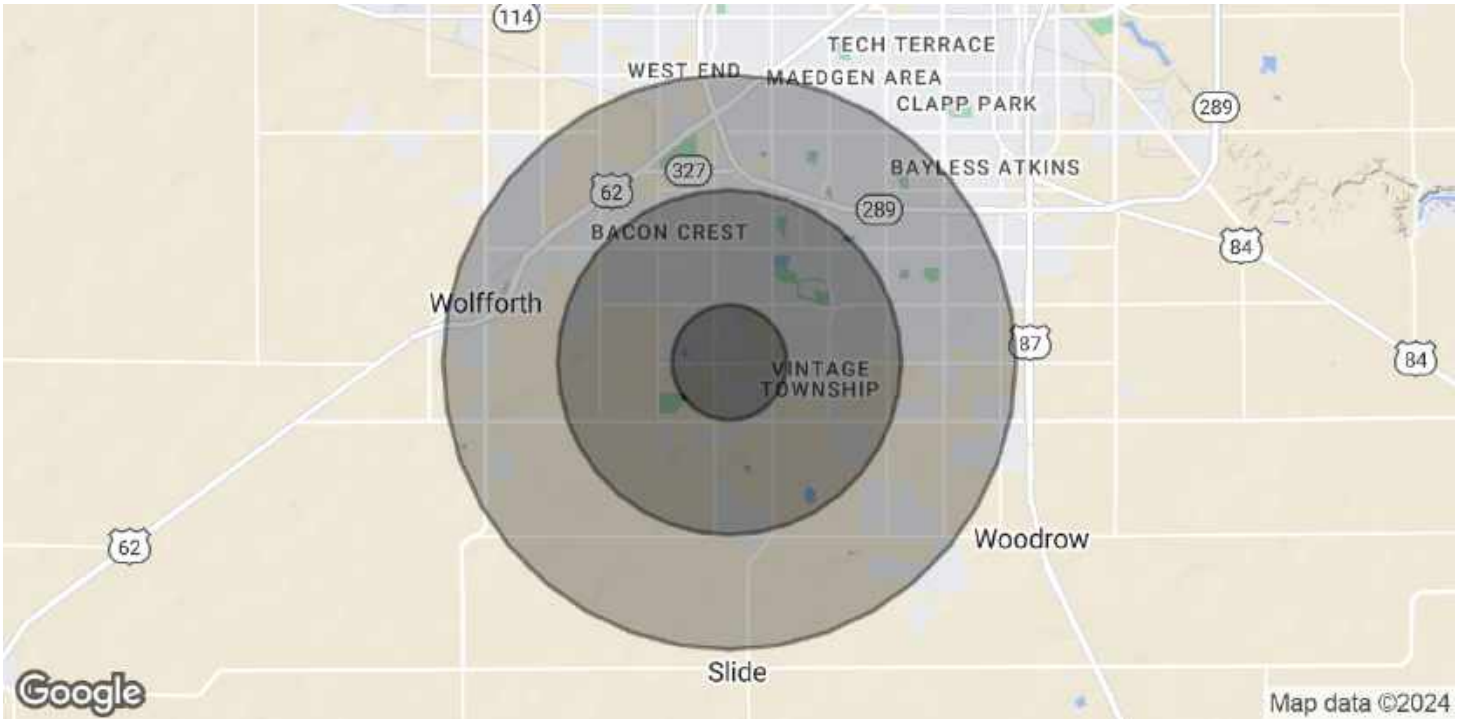 114
TECH TERRACE
WEST END
MAEDGEN AREA
CLAPP PARK
289
BAYLESS ATKINS
327
62
289
BACON CREST
84
Wolfforth
87
84
VINTAGE
TOWNSHIP
62
Woodrow
Slide
Google
Map data ©2024